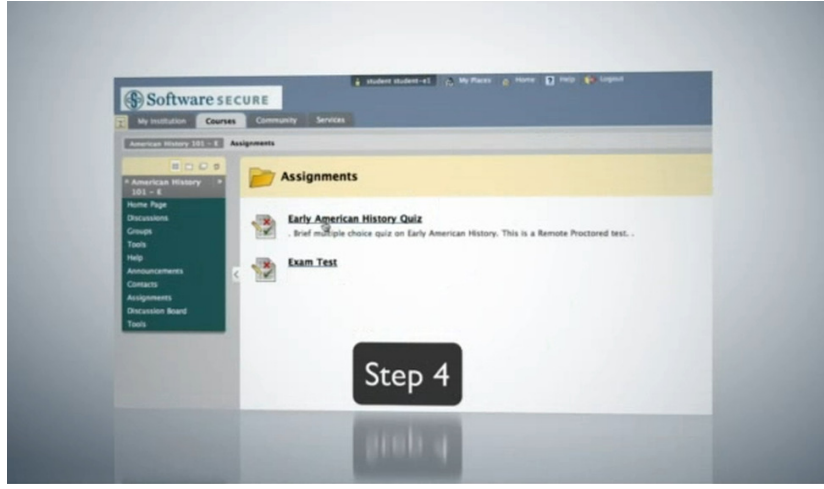 student student-e1 My Places Home Help Logout
Software SECURE
My Institution Courses Community Services
American History 101 - E Assignments
American History
101 - E
Home Page
Discussions
Groups
Tools
Help
Announcements
Contacts
Assignments
Discussion Board
Tools
Assignments
Early American History Quiz
. Brief multiple choice quiz on Early American History. This is a Remote Proctored test. .
Exam Test
Step 4